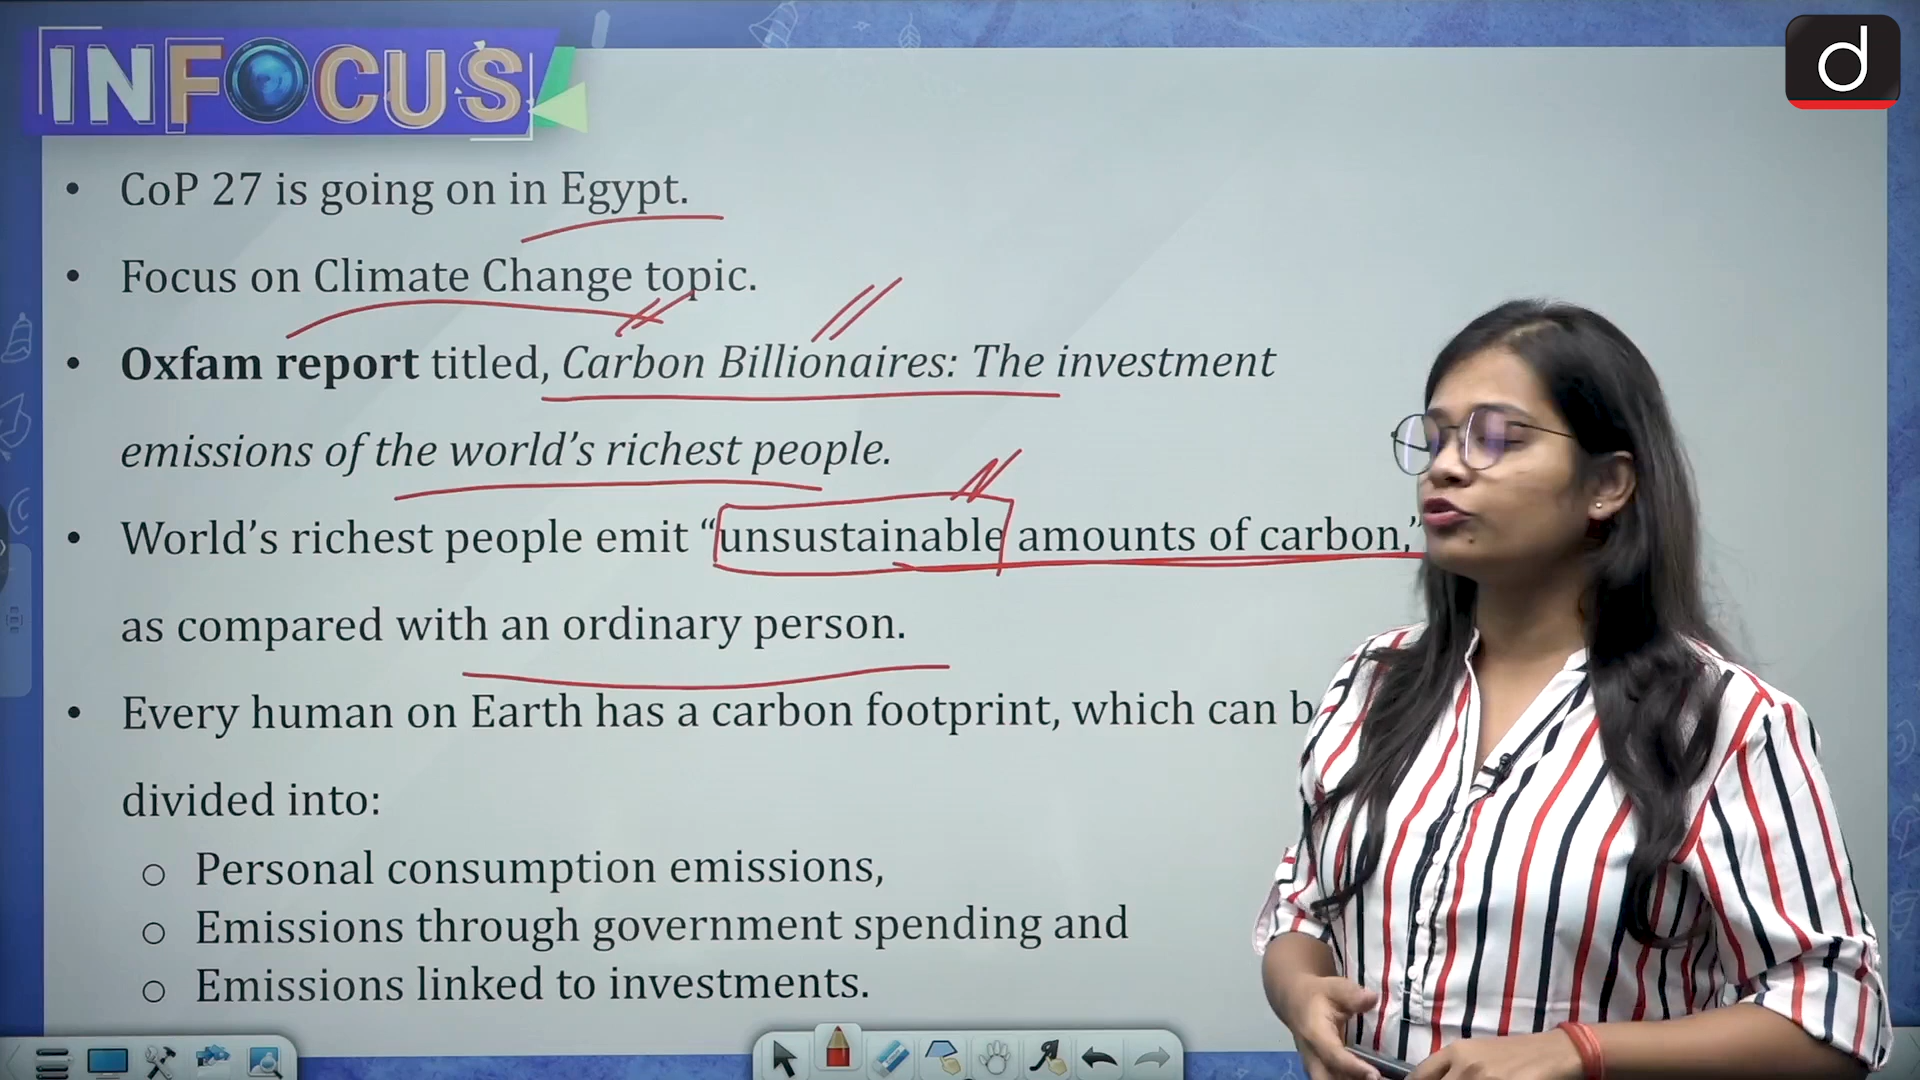 INFOCUS
d
• CoP 27 is going on in Egypt.
• Focus on Climate Change topic.
• Oxfam report titled, Carbon Billionaires: The investment
emissions of the world’s richest people.
• World’s richest people emit “unsustainable amounts of carbon,”
as compared with an ordinary person.
• Every human on Earth has a carbon footprint, which can b
divided into:
o Personal consumption emissions,
o Emissions through government spending and
o Emissions linked to investments.